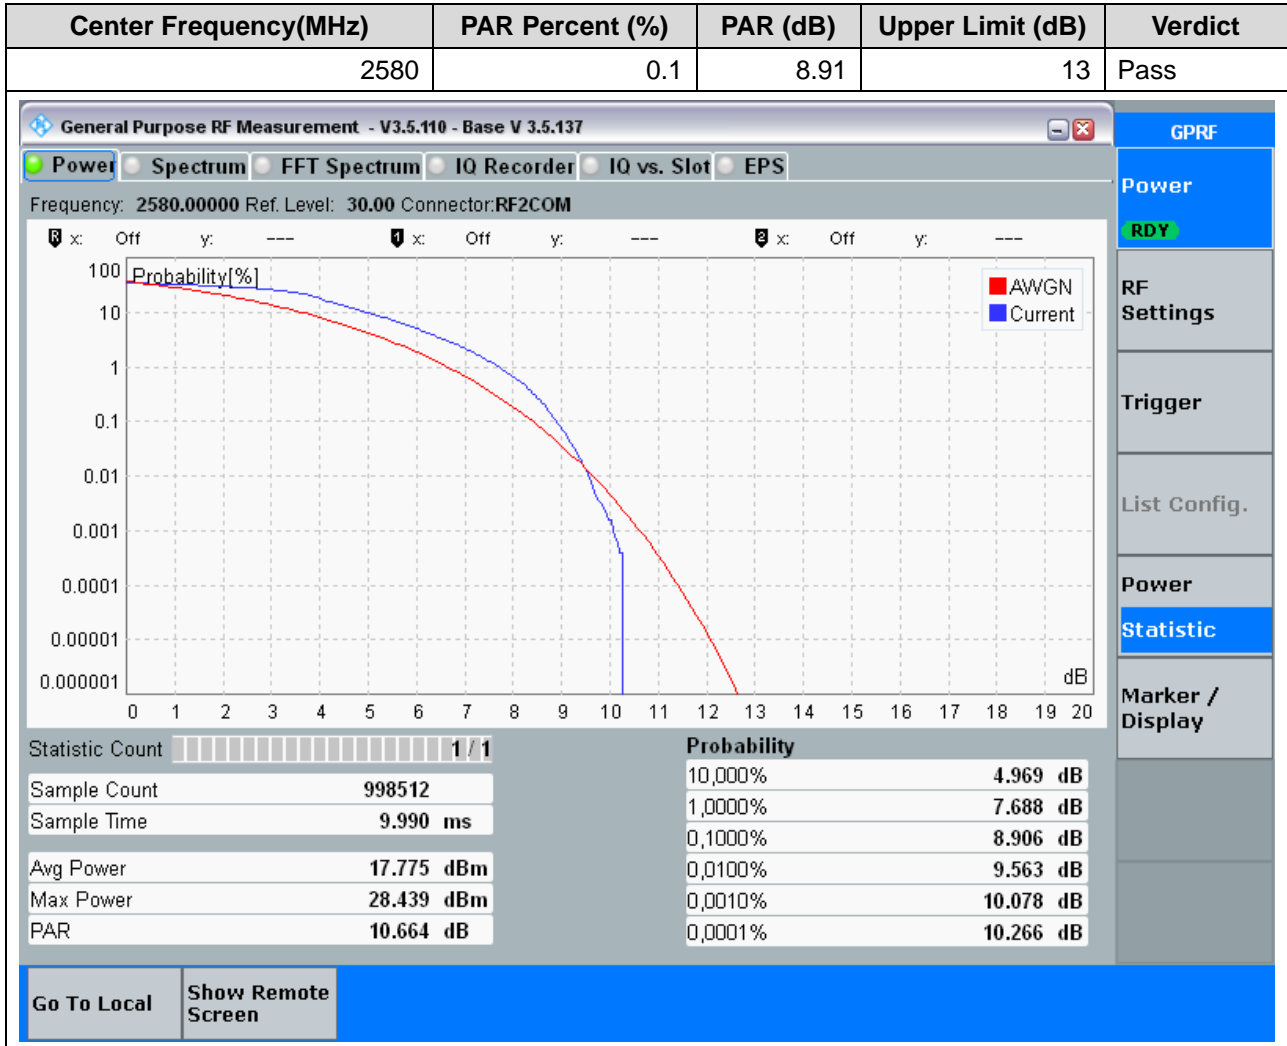 Center Frequency(MHz) PAR Percent (%) PAR (dB) Upper Limit (dB) Verdict
2580 0.1 8.91 13 Pass
General Purpose RF Measurement - V3.5.110 - Base V 3.5.137
GPRF
Power Spectrum FFT Spectrum IQ Recorder IQ vs. Slot EPS
Frequency: 2580.00000 Ref. Level: 30.00 Connector:RF2COM
R x: Off y: --- 1 x: Off y: --- 2 x: Off y: ---
Probability[%]
AWGN
Current
100
10
1
0.1
0.01
0.001
0.0001
0.00001
0.000001
dB
0 1 2 3 4 5 6 7 8 9 10 11 12 13 14 15 16 17 18 19 20
Statistic Count 1 / 1
Sample Count 998512
Sample Time 9.990 ms
Avg Power 17.775 dBm
Max Power 28.439 dBm
PAR 10.664 dB
Probability
10,000% 4.969 dB
1,0000% 7.688 dB
0,1000% 8.906 dB
0,0100% 9.563 dB
0,0010% 10.078 dB
0,0001% 10.266 dB
Power
RDY
RF
Settings
Trigger
List Config.
Power
Statistic
Marker /
Display
Go To Local
Show Remote
Screen